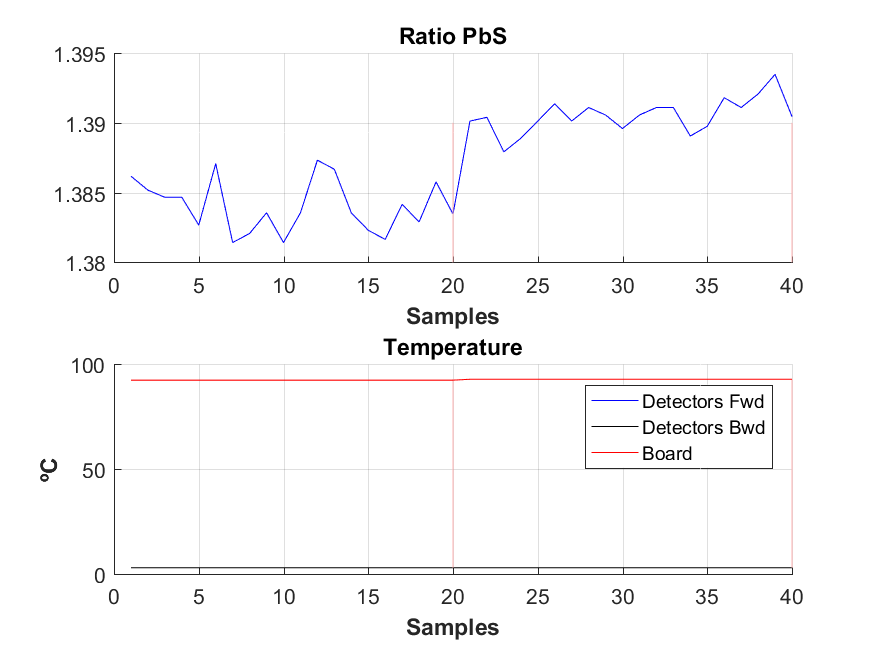 Ratio PbS
1.395
1.39
1.385
1.38
0 5 10 15 20 25 30 35 40
Samples
Temperature
ºC
100
50
0
Detectors Fwd
Detectors Bwd
Board
0 5 10 15 20 25 30 35 40
Samples